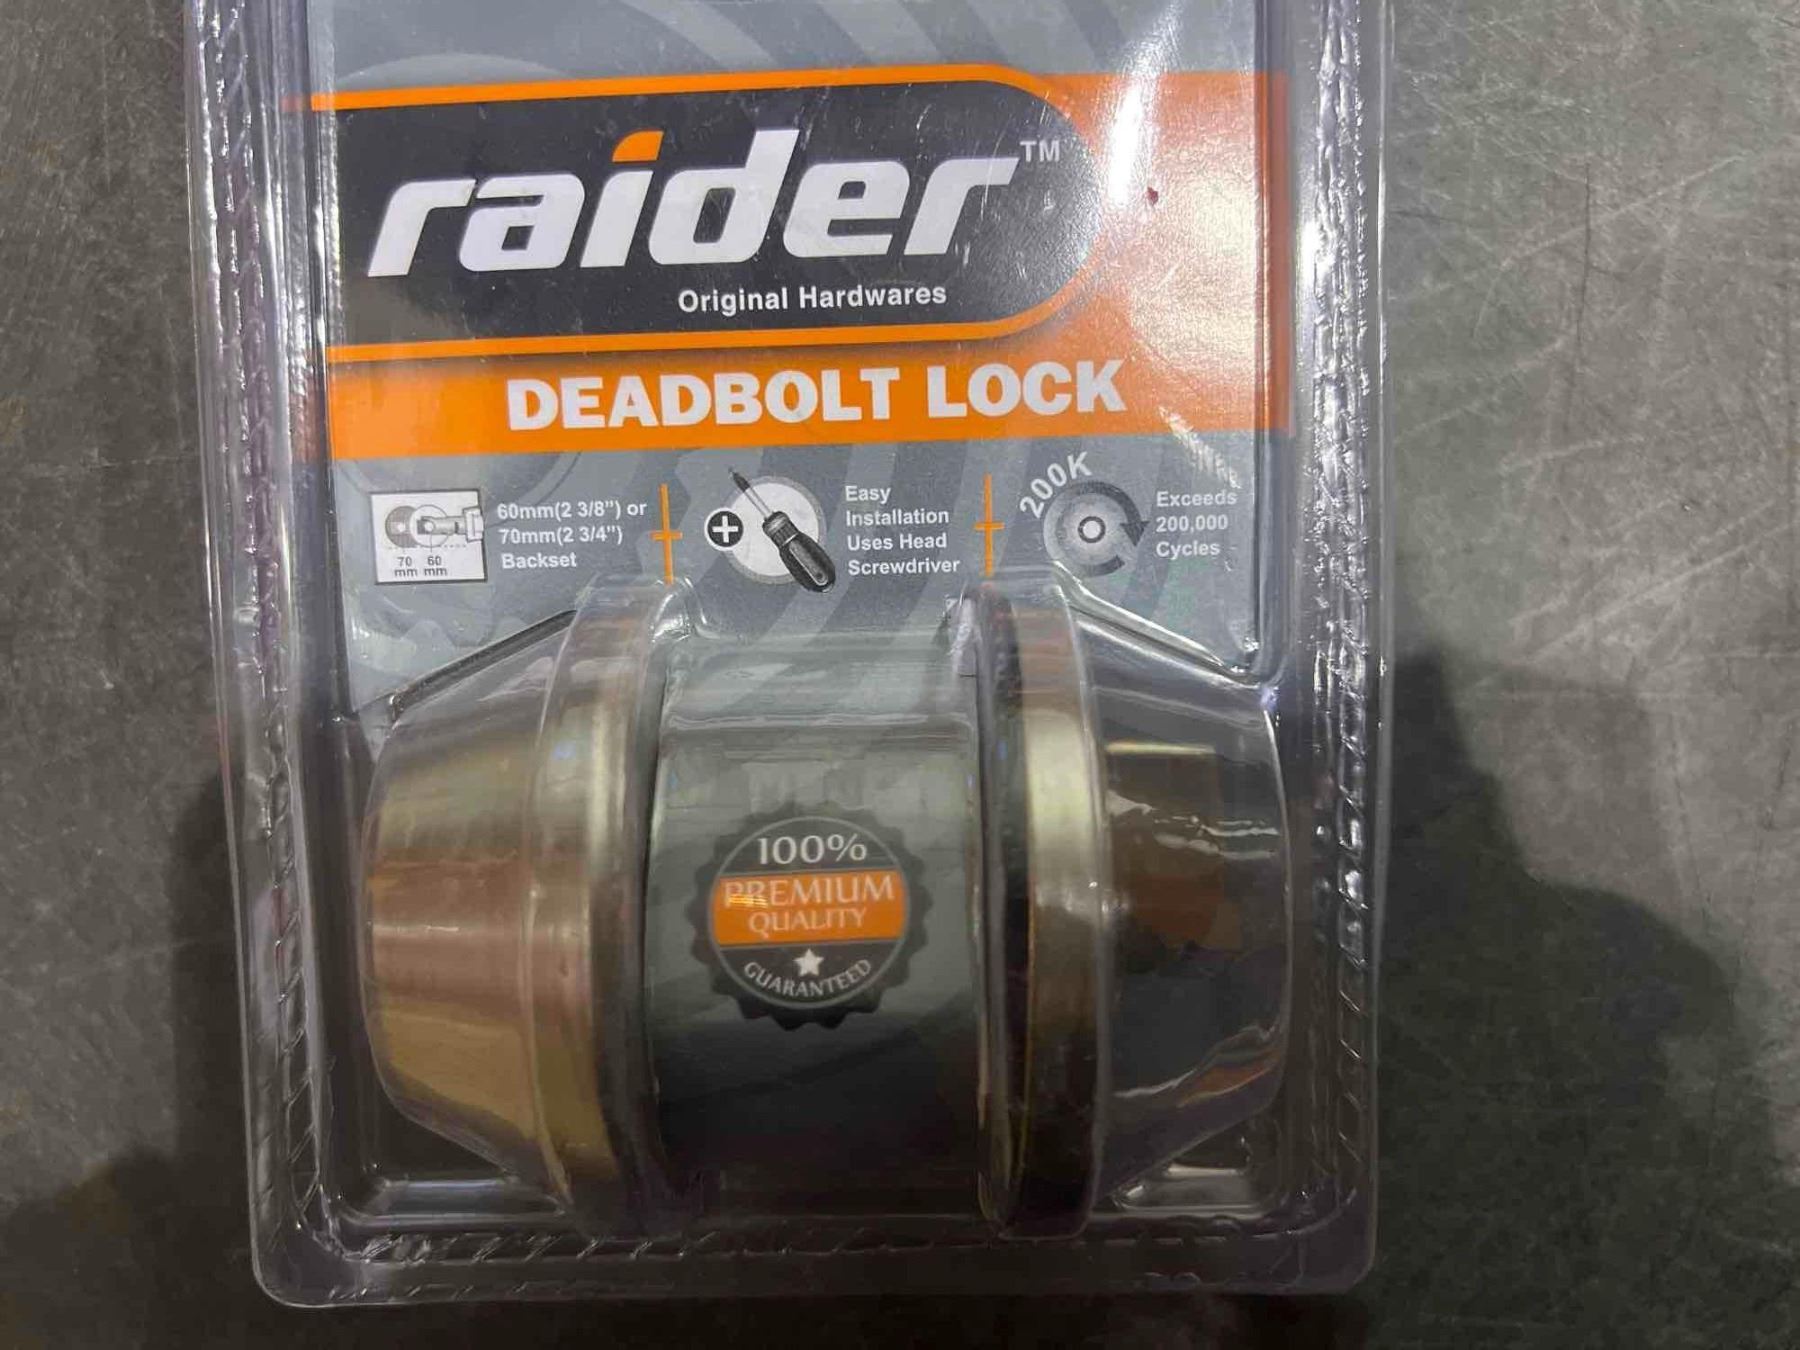 raider™
Original Hardwares
DEADBOLT LOCK
60mm(2 3/8") or
70mm(2 3/4")
Backset
70 60
mm mm
Easy
Installation
Uses Head
Screwdriver
200K
Exceeds
200,000
Cycles
100%
PREMIUM
QUALITY
GUARANTEED